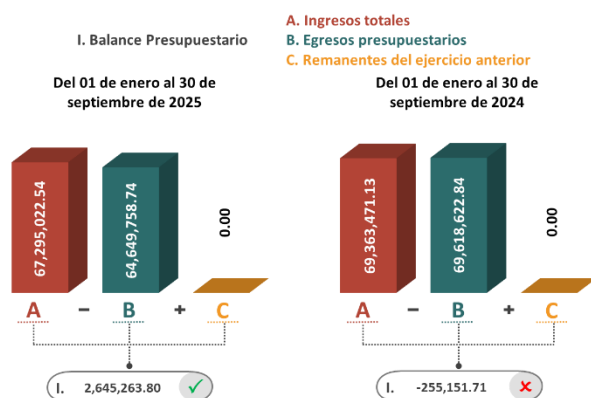 A. Ingresos totales
I. Balance Presupuestario
B. Egresos presupuestarios
C. Remanentes del ejercicio anterior
Del 01 de enero al 30 de
septiembre de 2025
Del 01 de enero al 30 de
septiembre de 2024
67,295,022.54
64,649,758.74
0.00
69,363,471.13
69,618,622.84
0.00
A – B + C
A – B + C
I. 2,645,263.80 ✓
I. -255,151.71 ✘